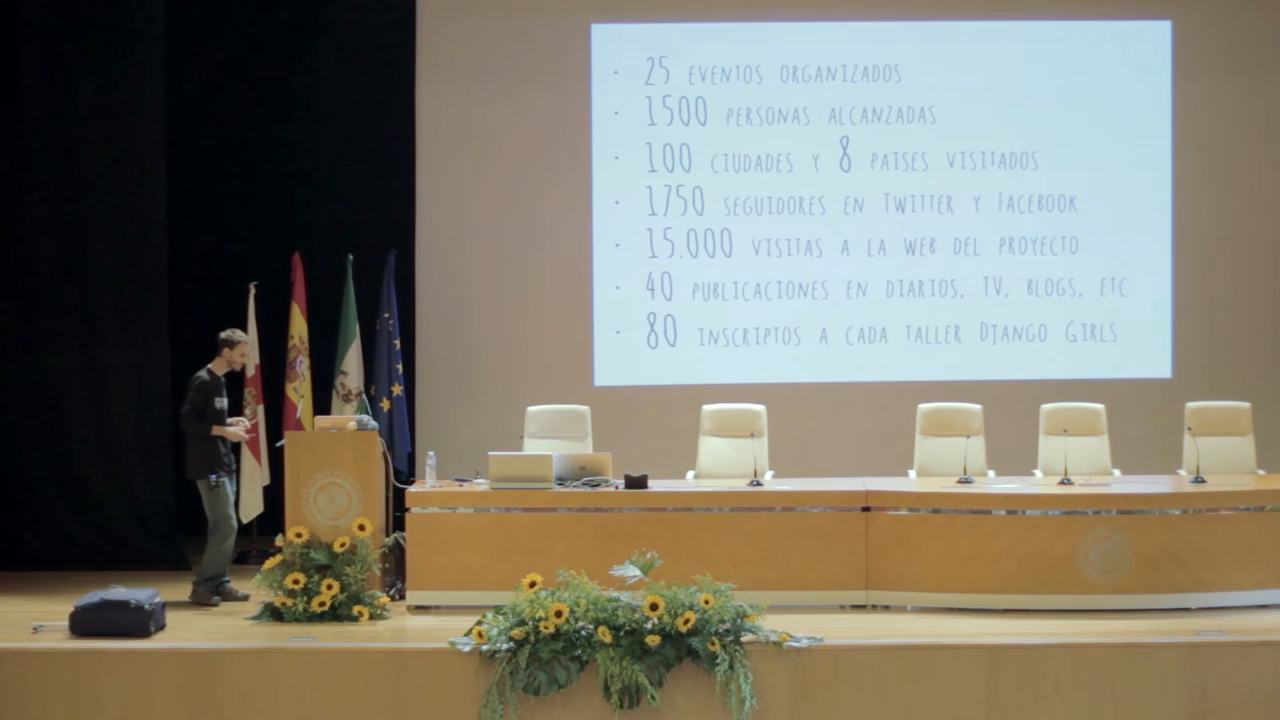 · 25 EVENTOS ORGANIZADOS
· 1500 PERSONAS ALCANZADAS
· 100 CIUDADES Y 8 PAISES VISITADOS
· 1750 SEGUIDORES EN TWITTER Y FACEBOOK
· 15.000 VISITAS A LA WEB DEL PROYECTO
· 40 PUBLICACIONES EN DIARIOS, TV, BLOGS, ETC
· 80 INSCRIPTOS A CADA TALLER DJANGO GIRLS